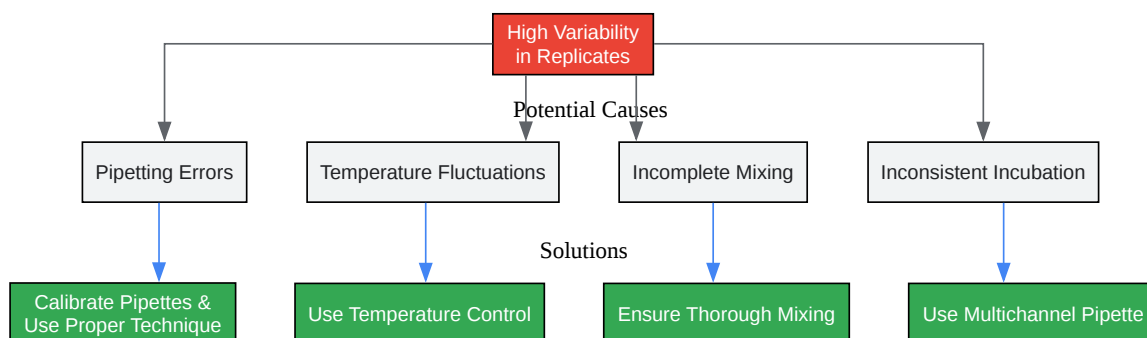 High Variability
in Replicates
Potential Causes
Pipetting Errors
Temperature Fluctuations
Incomplete Mixing
Inconsistent Incubation
Solutions
Calibrate Pipettes &
Use Proper Technique
Use Temperature Control
Ensure Thorough Mixing
Use Multichannel Pipette